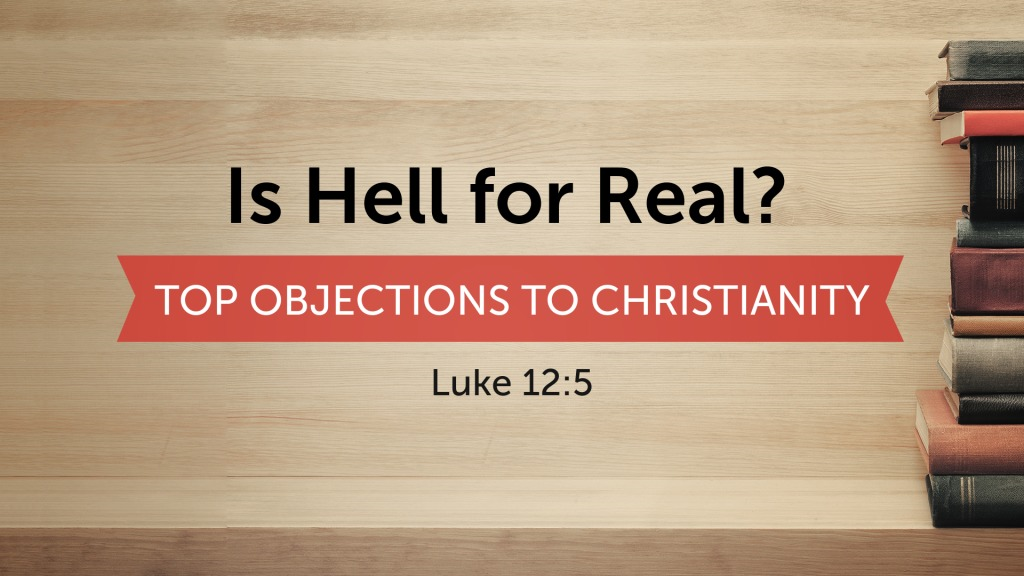 Is Hell for Real?
TOP OBJECTIONS TO CHRISTIANITY
Luke 12:5